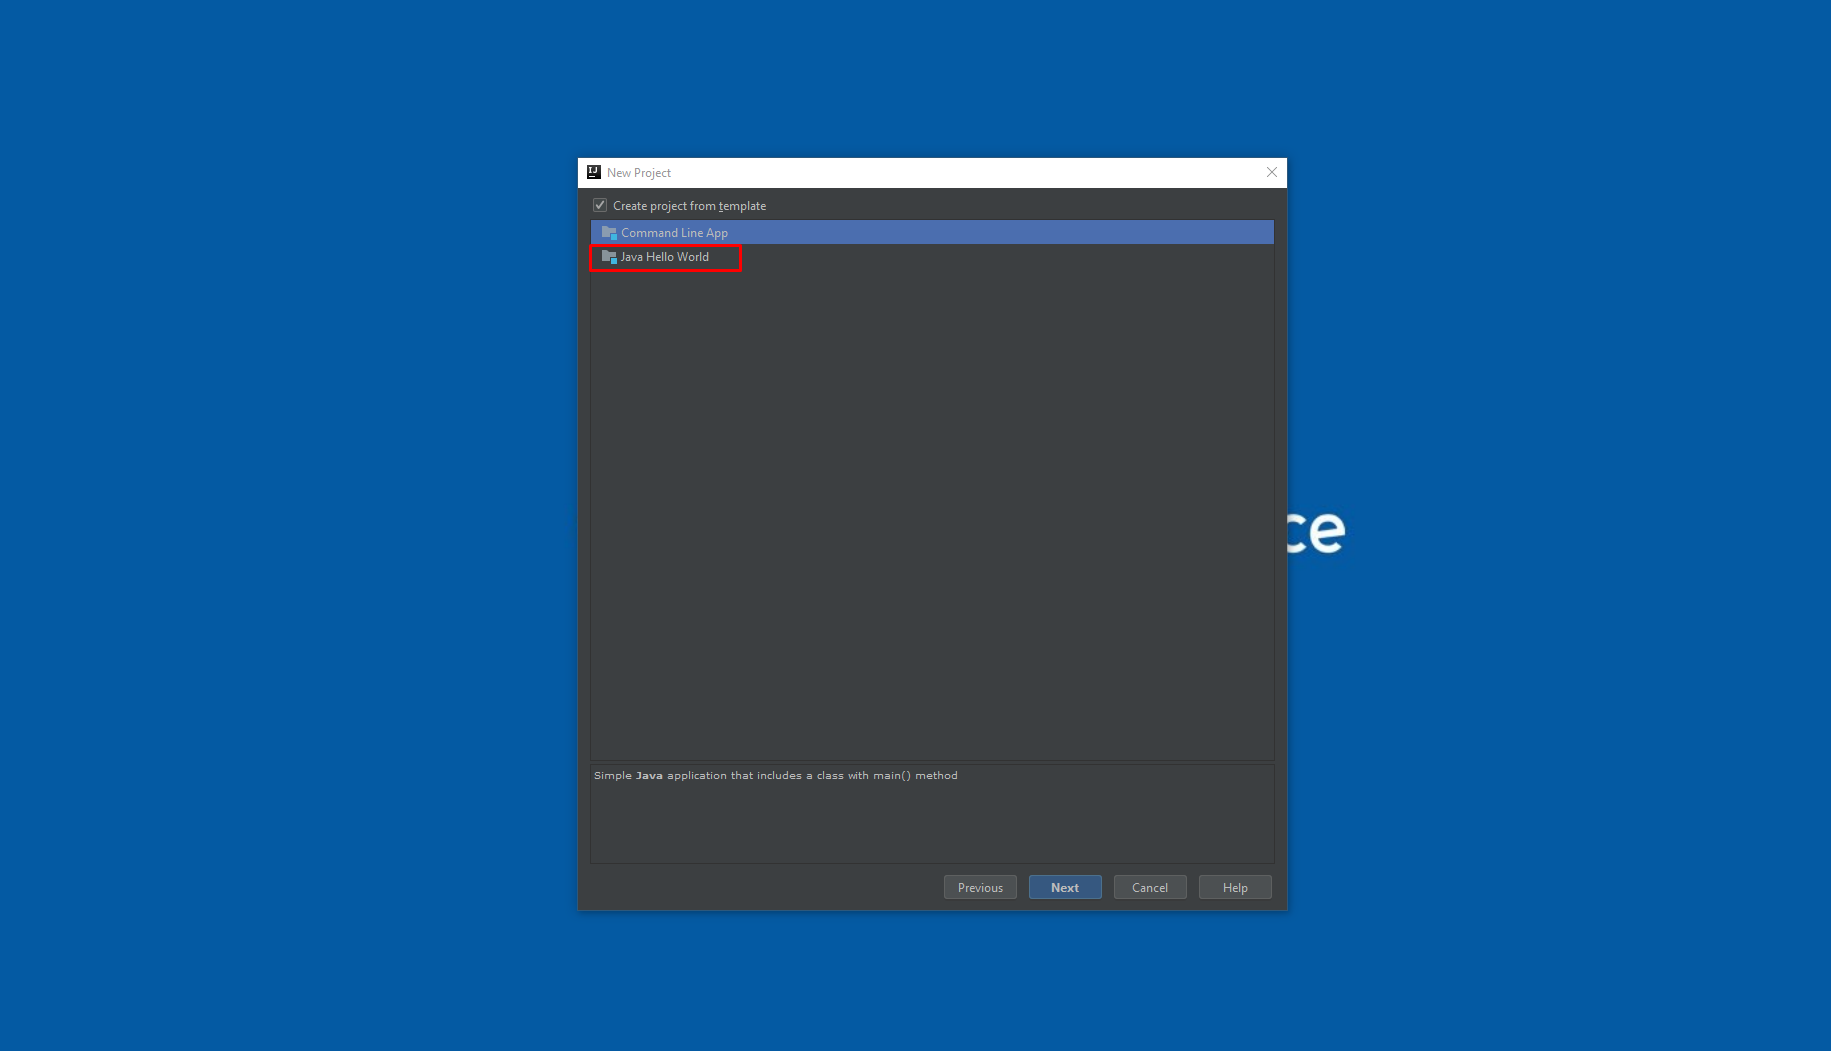 New Project
Create project from template
Command Line App
Java Hello World
ce
Simple Java application that includes a class with main() method
Previous Next Cancel Help